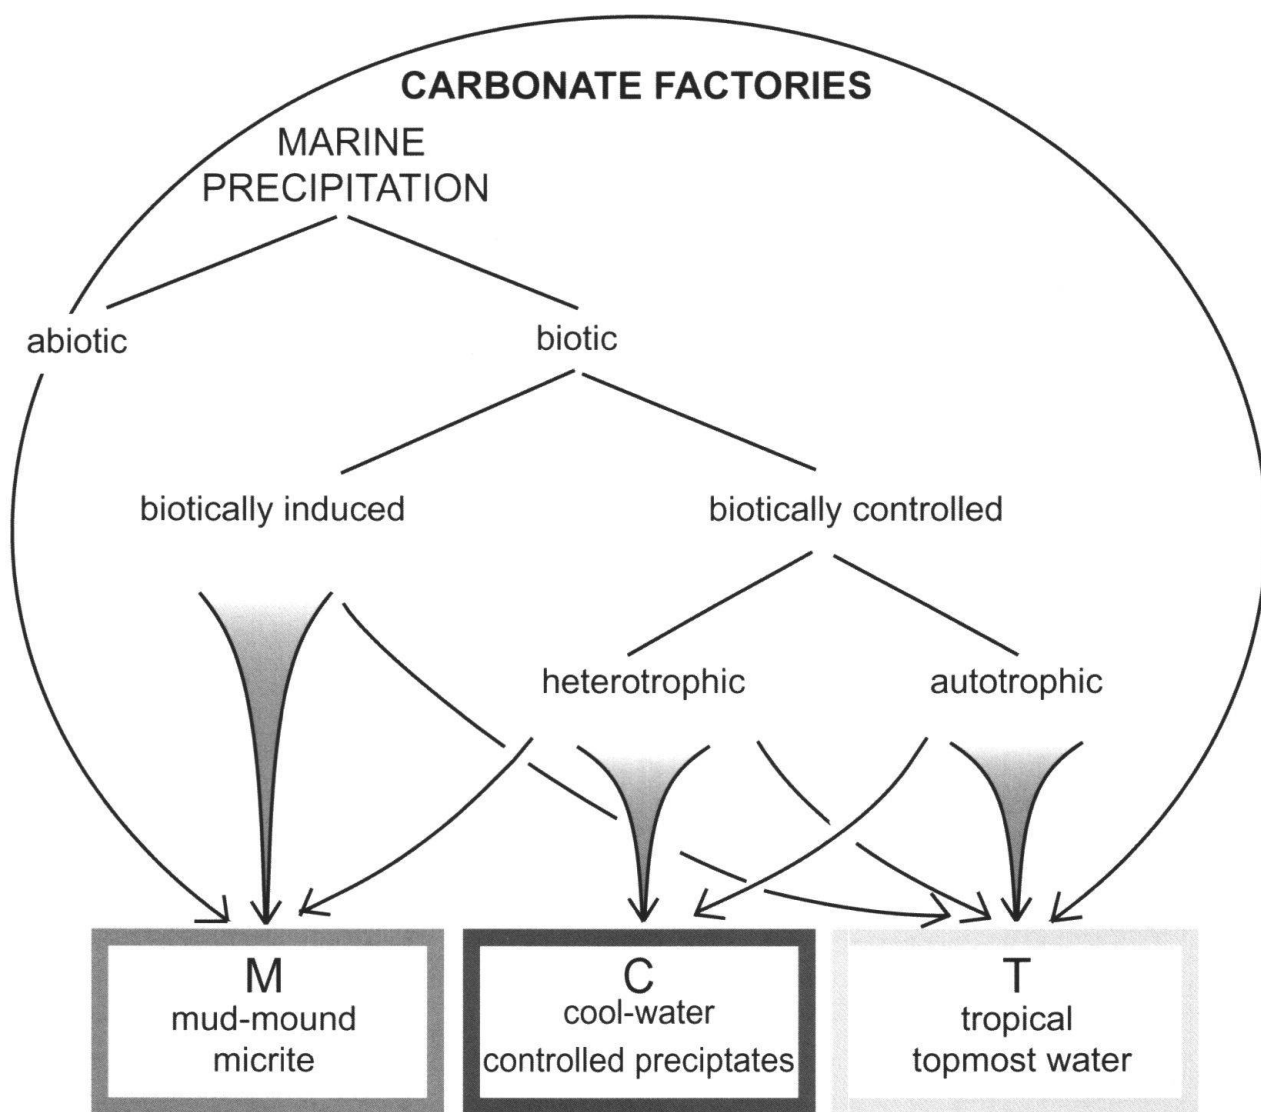 CARBONATE FACTORIES
MARINE
PRECIPITATION
abiotic
biotic
biotically induced
biotically controlled
heterotrophic
autotrophic
M
mud-mound
micrite
C
cool-water
controlled preciptates
T
tropical
topmost water